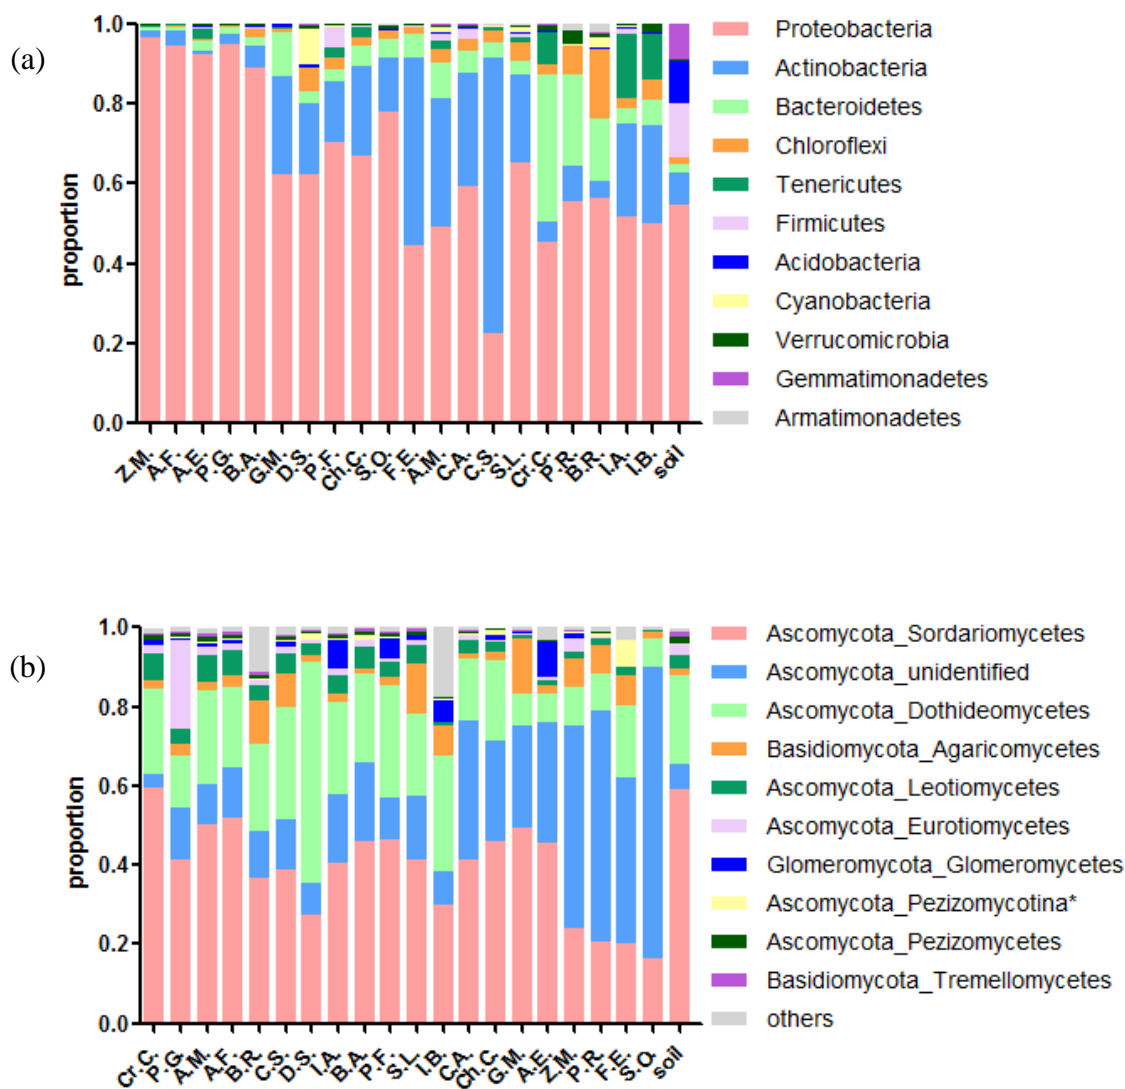 (a)
proportion
1.0
0.8
0.6
0.4
0.2
0.0
Z.M. A.F. A.E. P.G. B.A. G.M. D.S. P.F. Ch.C. S.O. F.E. A.M. C.A. C.S. S.L. Cr.C. P.R. B.R. I.A. I.B. soil
Proteobacteria
Actinobacteria
Bacteroidetes
Chloroflexi
Tenericutes
Firmicutes
Acidobacteria
Cyanobacteria
Verrucomicrobia
Gemmatimonadetes
Armatimonadetes
(b)
proportion
1.0
0.8
0.6
0.4
0.2
0.0
Cr.C. P.G. A.M. A.F. B.R. C.S. D.S. I.A. B.A. P.F. S.L. I.B. C.A. Ch.C. G.M. A.E. Z.M. P.R. F.E. S.O. soil
Ascomycota_Sordariomycetes
Ascomycota_unidentified
Ascomycota_Dothideomycetes
Basidiomycota_Agaricomycetes
Ascomycota_Leotiomycetes
Ascomycota_Eurotiomycetes
Glomeromycota_Glomeromycetes
Ascomycota_Pezizomycotina*
Ascomycota_Pezizomycetes
Basidiomycota_Tremellomycetes
others